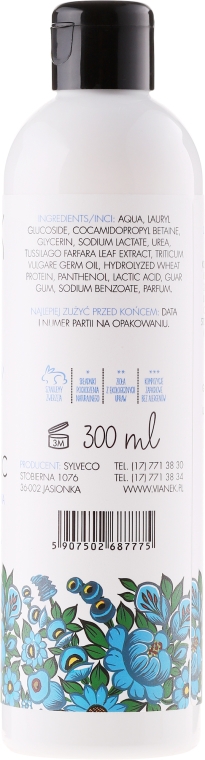 INGREDIENTS/INCI: AQUA, LAURYL
GLUCOSIDE, COCAMIDOPROPYL BETAINE,
GLYCERIN, SODIUM LACTATE, UREA,
TUSSILAGO FARFARA LEAF EXTRACT, TRITICUM
VULGARE GERM OIL, HYDROLYZED WHEAT
PROTEIN, PANTHENOL, LACTIC ACID, GUAR
GUM, SODIUM BENZOATE, PARFUM.
NAJLEPIEJ ZUŻYĆ PRZED KOŃCEM: DATA
I NUMER PARTII NA OPAKOWANIU.
3M
300 ml
PRODUCENT: SYLVECO
STOBIERNA 1076
36-002 JASIONKA
TEL. (17) 771 38 30
TEL. (17) 771 38 34
WWW.VIANEK.PL
C
5 907502 687775